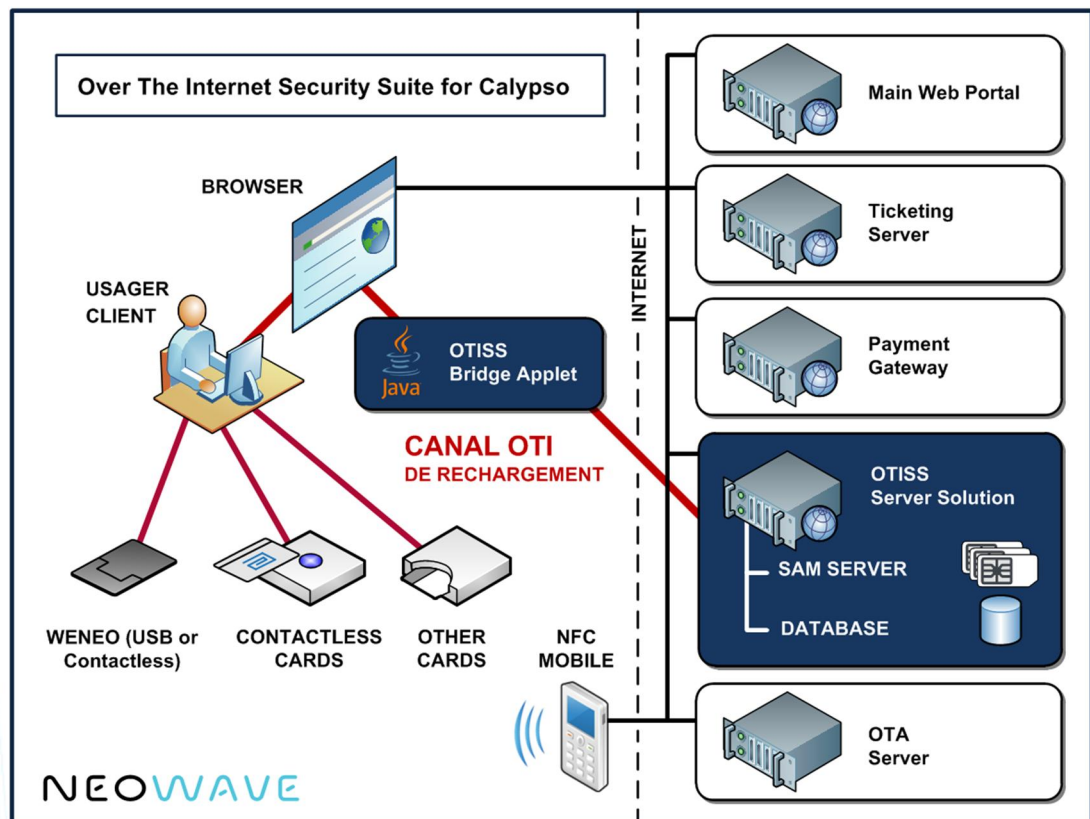 Over The Internet Security Suite for Calypso
BROWSER
USAGER
CLIENT
Java
OTISS
Bridge Applet
CANAL OTI
DE RECHARGEMENT
WENEO (USB or
Contactless)
CONTACTLESS
CARDS
OTHER
CARDS
NFC
MOBILE
INTERNET
Main Web Portal
Ticketing
Server
Payment
Gateway
OTISS
Server Solution
SAM SERVER
DATABASE
OTA
Server
NEOWAVE